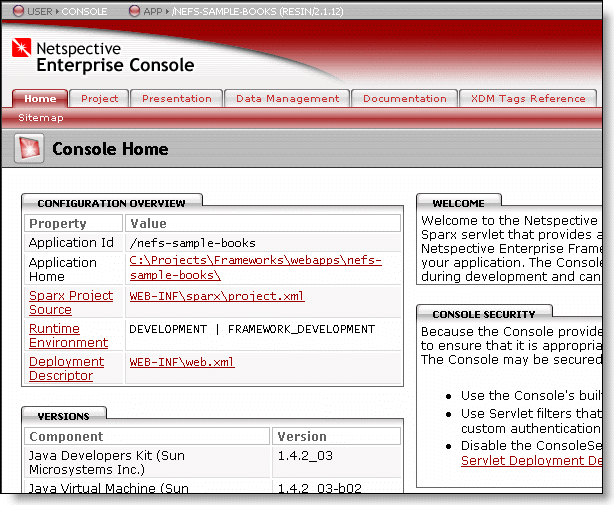 USER ▸ CONSOLE APP ▸ /NEFS-SAMPLE-BOOKS (RESIN/2.1.12)
Netspective
Enterprise Console
Home Project Presentation Data Management Documentation XDM Tags Reference
Sitemap
Console Home
CONFIGURATION OVERVIEW
Property Value
Application Id /nefs-sample-books
Application Home C:\Projects\Frameworks\webapps\nefs-
sample-books\
Sparx Project WEB-INF\sparx\project.xml
Source
Runtime DEVELOPMENT | FRAMEWORK_DEVELOPMENT
Environment
Deployment WEB-INF\web.xml
Descriptor
VERSIONS
Component Version
Java Developers Kit (Sun 1.4.2_03
Microsystems Inc.)
Java Virtual Machine (Sun 1.4.2_03-b02
WELCOME
Welcome to the Netspective
Sparx servlet that provides a
Netspective Enterprise Frame
your application. The Console
during development and can
CONSOLE SECURITY
Because the Console provide
to ensure that it is appropria
The Console may be secured
• Use the Console's buil
• Use Servlet filters that
custom authentication
• Disable the ConsoleSe
Servlet Deployment De